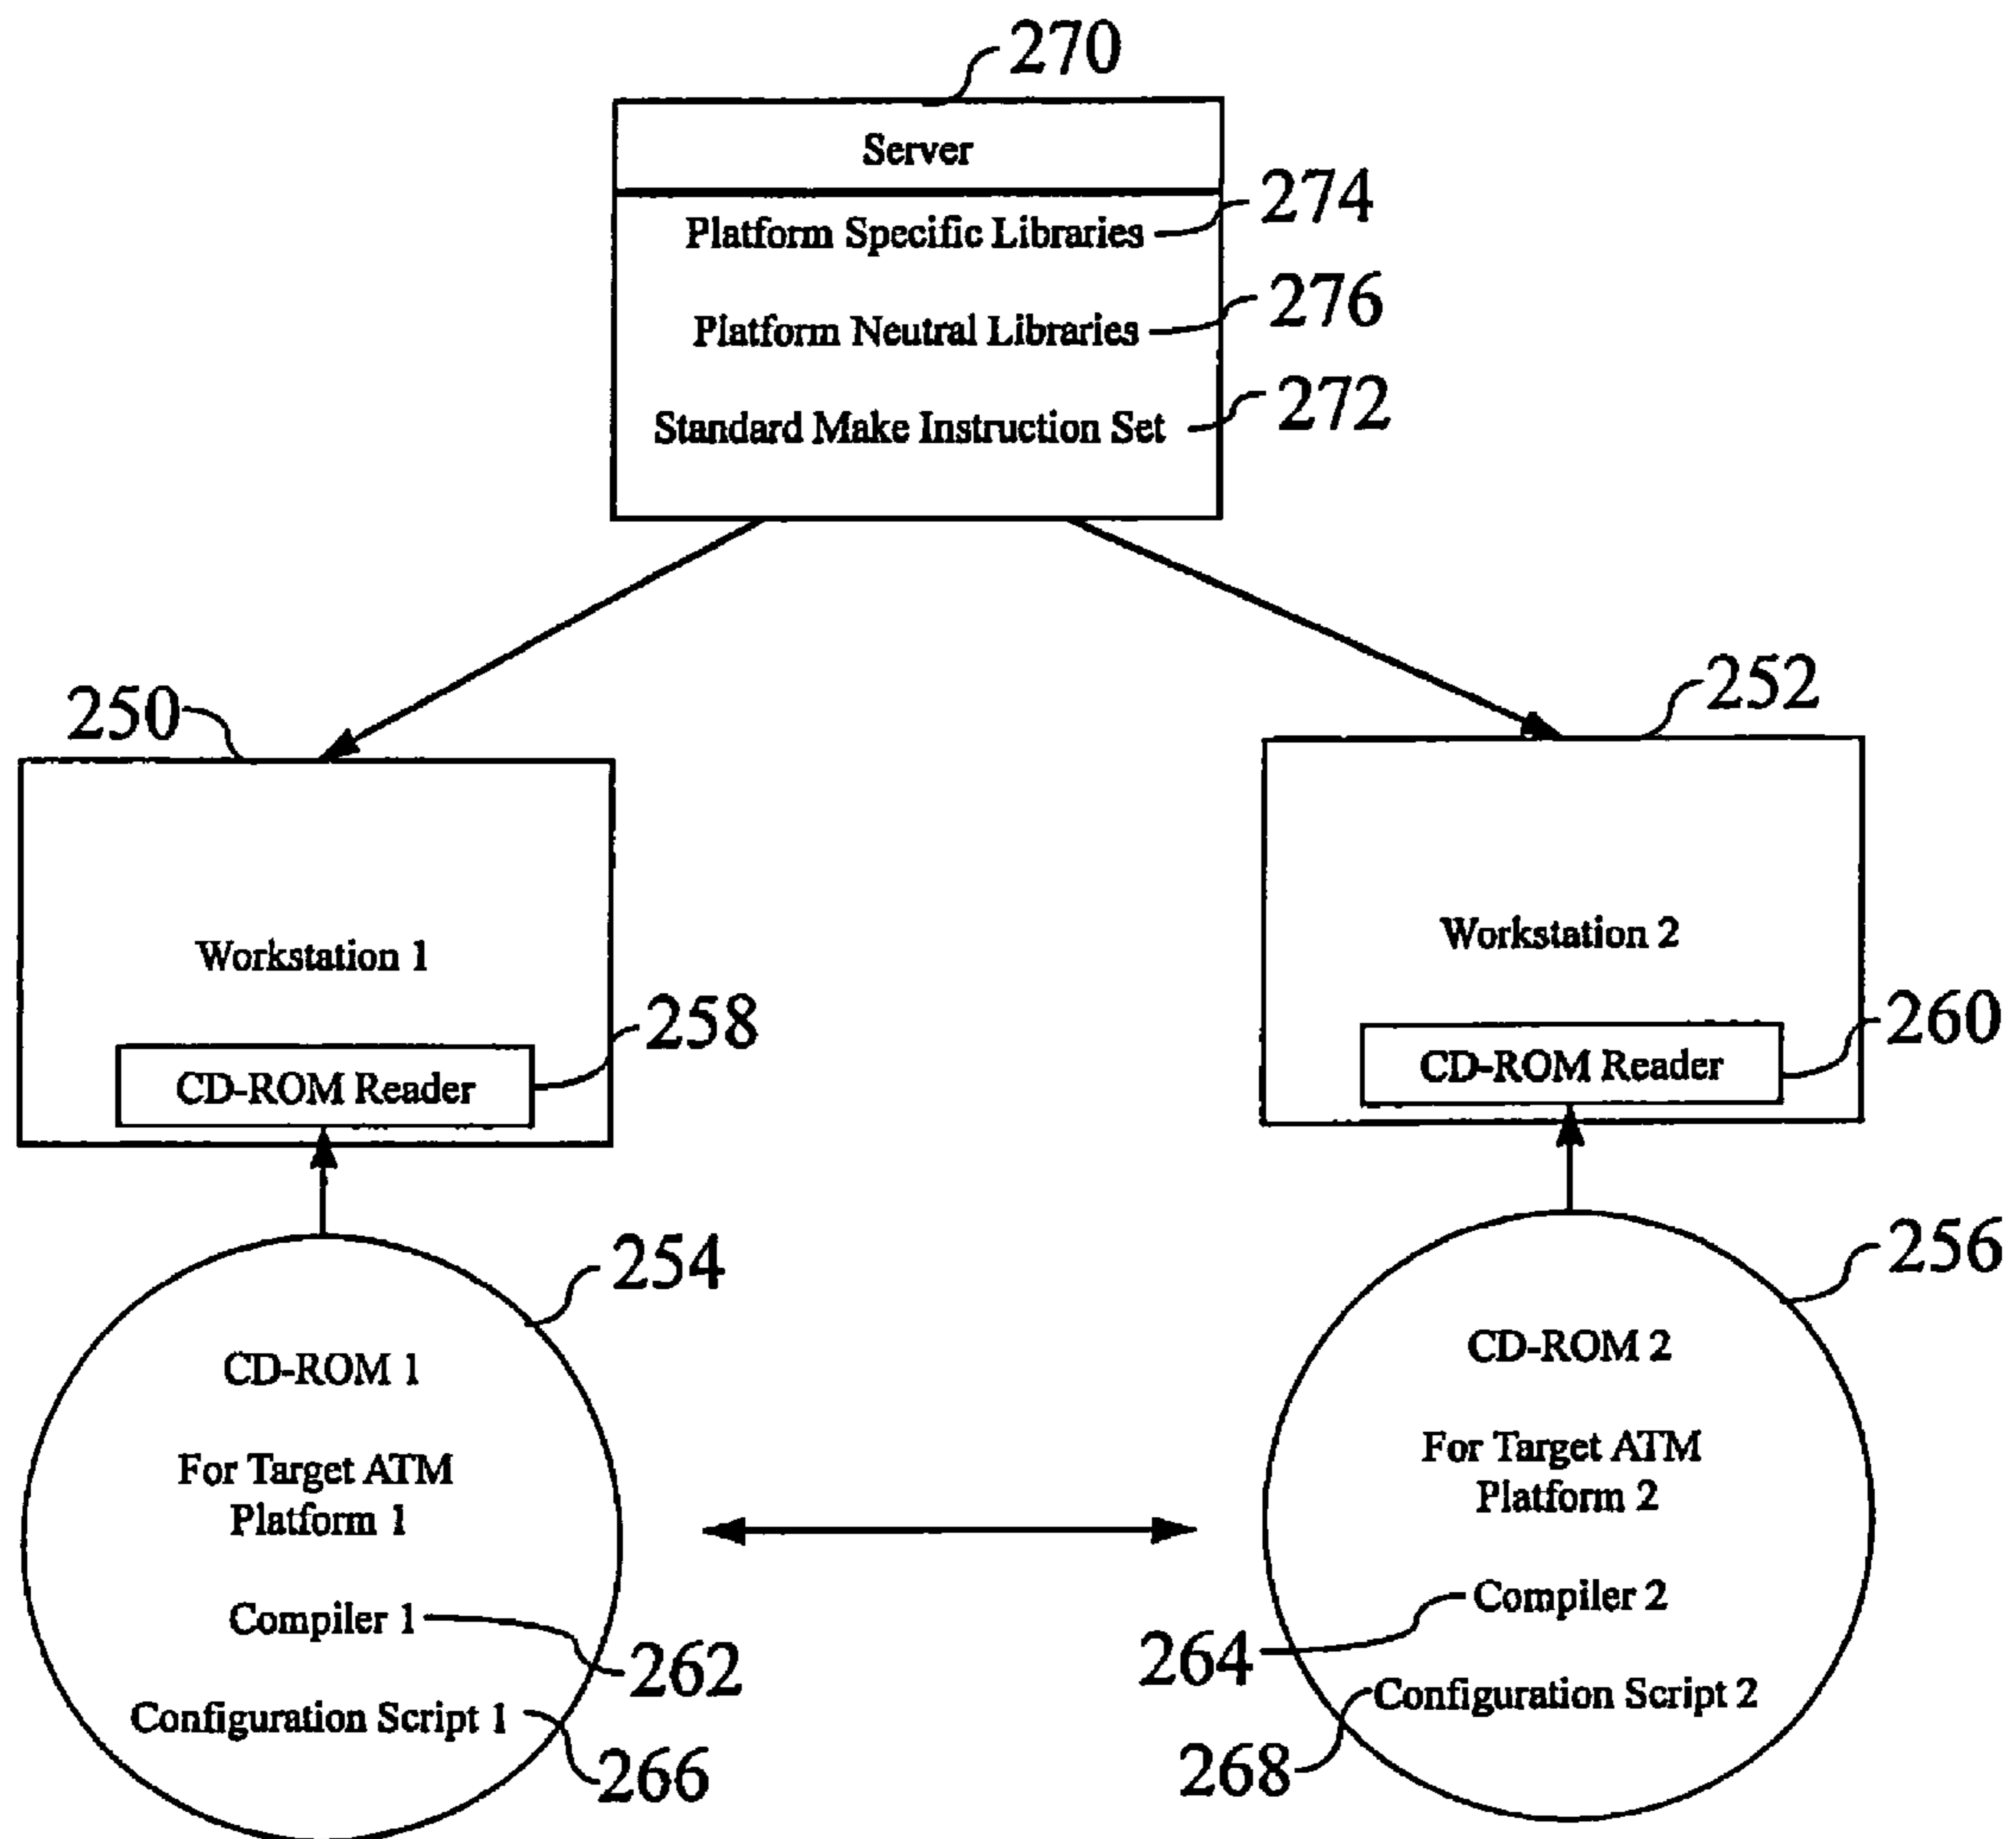 270
Server
274
Platform Specific Libraries
276
Platform Neutral Libraries
272
Standard Make Instruction Set
250
252
Workstation 1
Workstation 2
258
260
CD-ROM Reader
CD-ROM Reader
254
256
CD-ROM 1
For Target ATM
Platform 1
Compiler 1
262
Configuration Script 1
266
CD-ROM 2
For Target ATM
Platform 2
Compiler 2
264
Configuration Script 2
268